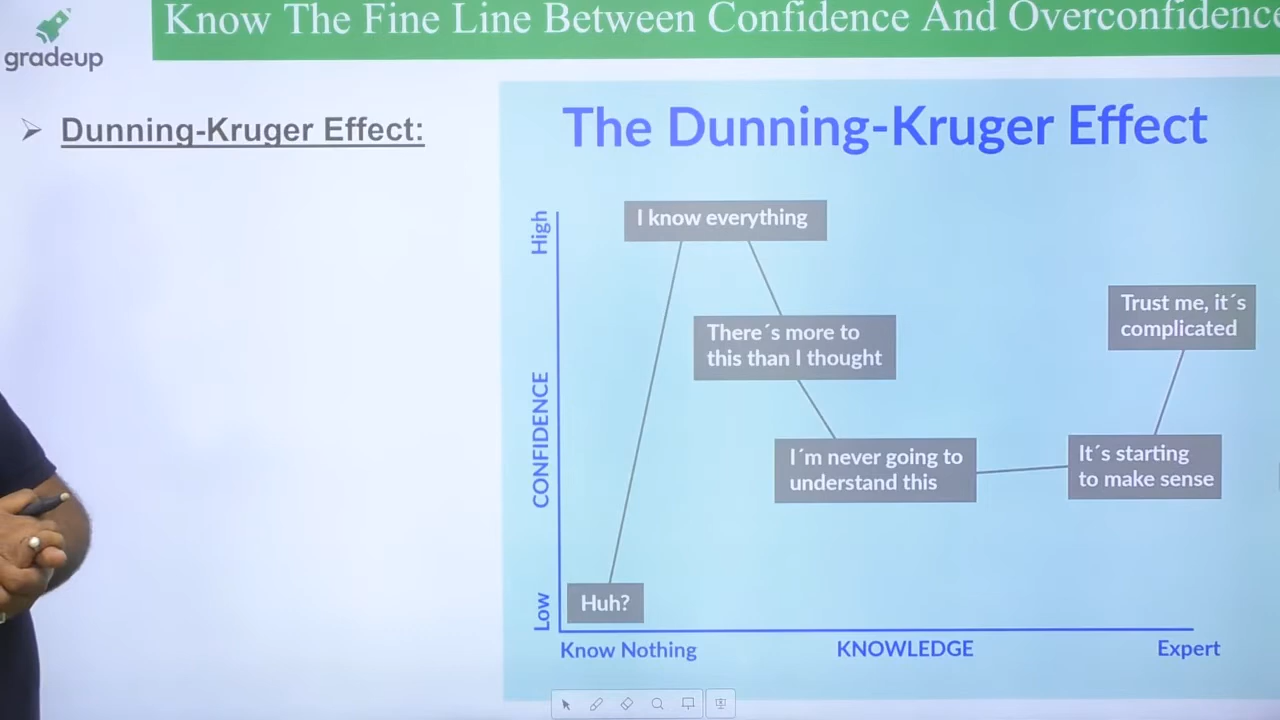 Know The Fine Line Between Confidence And Overconfidence
gradeup
Dunning-Kruger Effect:
The Dunning-Kruger Effect
High
I know everything
There´s more to
this than I thought
Trust me, it´s
complicated
CONFIDENCE
I´m never going to
understand this
It´s starting
to make sense
Low
Huh?
Know Nothing
KNOWLEDGE
Expert